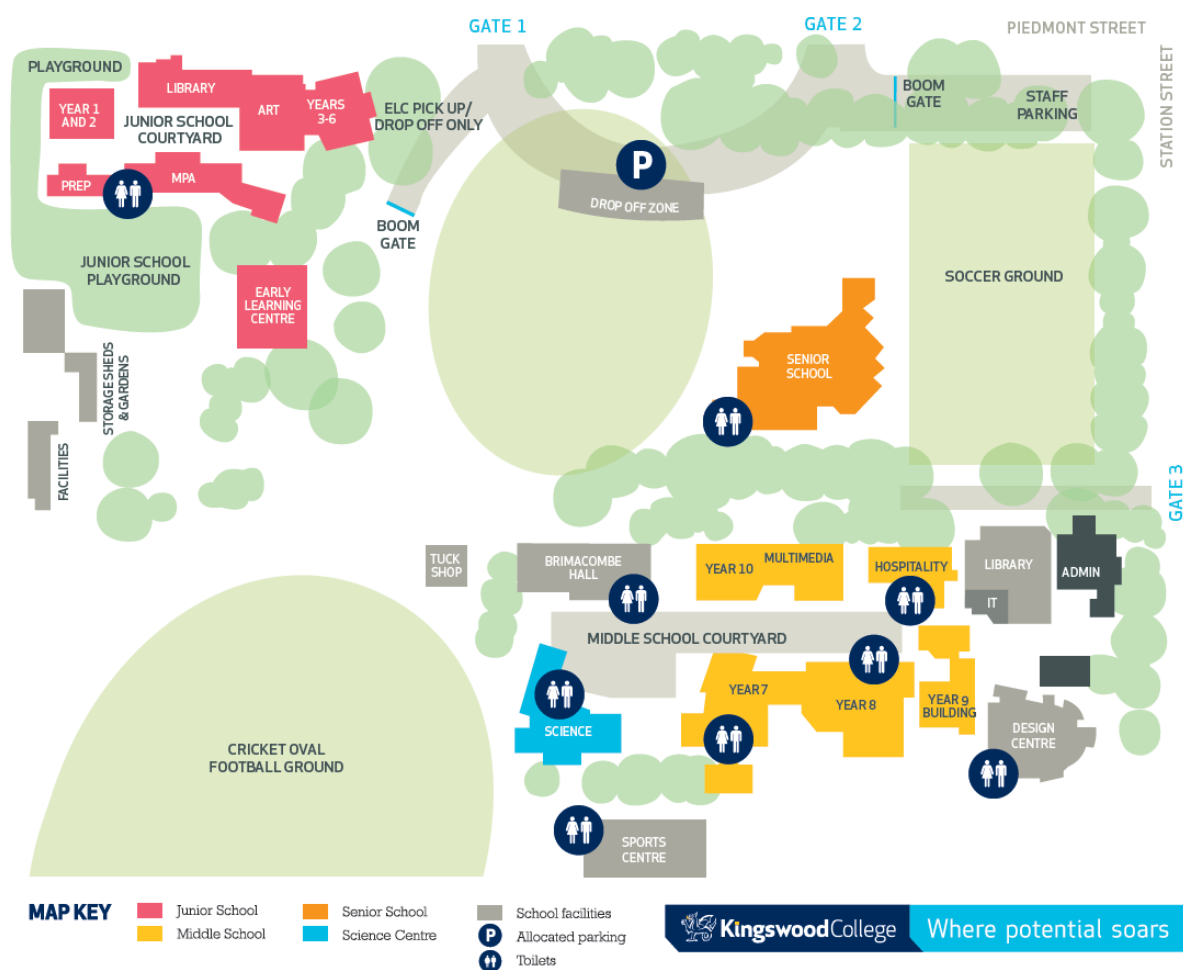 GATE 1
GATE 2
PIEDMONT STREET
STATION STREET
PLAYGROUND
LIBRARY
YEAR 1
AND 2
ART
YEARS
3-6
JUNIOR SCHOOL
COURTYARD
ELC PICK UP/
DROP OFF ONLY
BOOM
GATE
STAFF
PARKING
P
PREP
MPA
DROP OFF ZONE
BOOM
GATE
JUNIOR SCHOOL
PLAYGROUND
EARLY
LEARNING
CENTRE
SOCCER GROUND
SENIOR
SCHOOL
STORAGE SHEDS
& GARDENS
FACILITIES
GATE 3
TUCK
SHOP
BRIMACOMBE
HALL
YEAR 10
MULTIMEDIA
HOSPITALITY
LIBRARY
IT
ADMIN
MIDDLE SCHOOL COURTYARD
YEAR 7
YEAR 8
YEAR 9
BUILDING
SCIENCE
DESIGN
CENTRE
CRICKET OVAL
FOOTBALL GROUND
SPORTS
CENTRE
MAP KEY
Junior School
Middle School
Senior School
Science Centre
School facilities
P
Allocated parking
Toilets
KingswoodCollege
Where potential soars